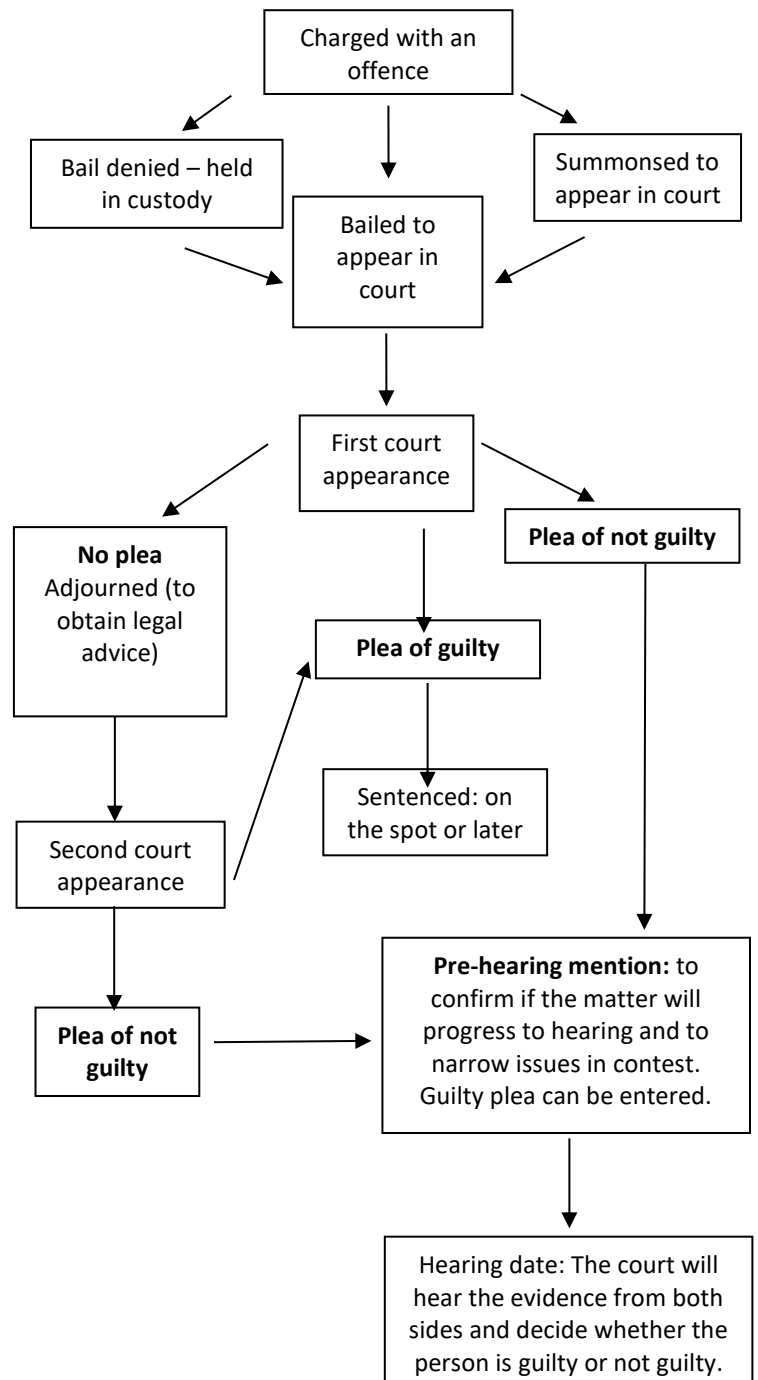 Charged with an
offence
Bail denied – held
in custody
Bailed to
appear in
court
Summonsed to
appear in court
First court
appearance
No plea
Adjourned (to
obtain legal
advice)
Plea of not guilty
Plea of guilty
Sentenced: on
the spot or later
Second court
appearance
Plea of not
guilty
Pre-hearing mention: to
confirm if the matter will
progress to hearing and to
narrow issues in contest.
Guilty plea can be entered.
Hearing date: The court will
hear the evidence from both
sides and decide whether the
person is guilty or not guilty.